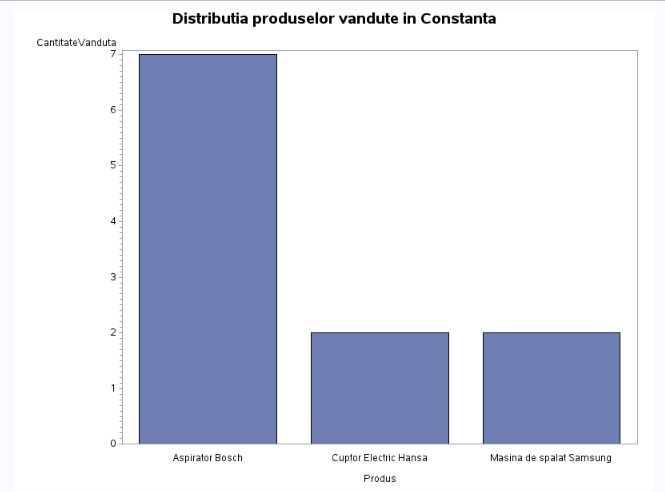 Distributia produselor vandute in Constanta
CantitateVanduta
7
6
5
4
3
2
1
0
Aspirator Bosch Cuptor Electric Hansa Masina de spalat Samsung
Produs